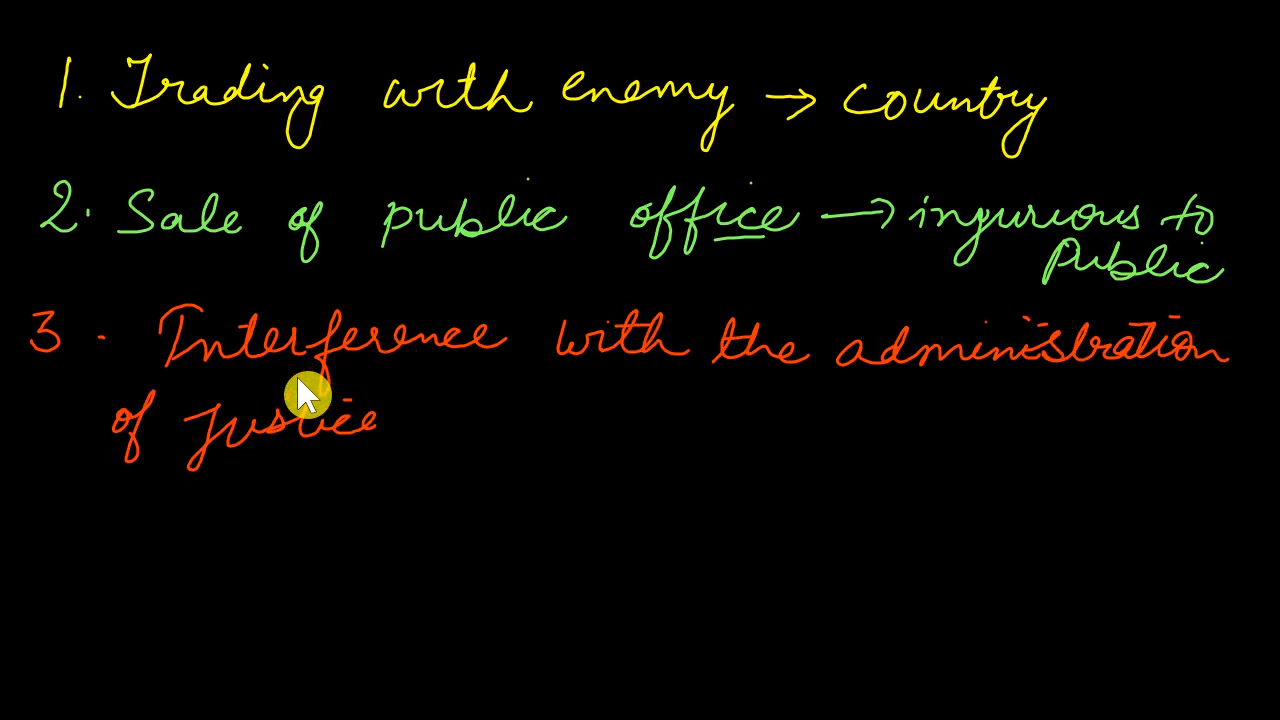 1. Trading with enemy → country
2. Sale of public office → ingurious to
public
3. Interference with the administration
of Justice